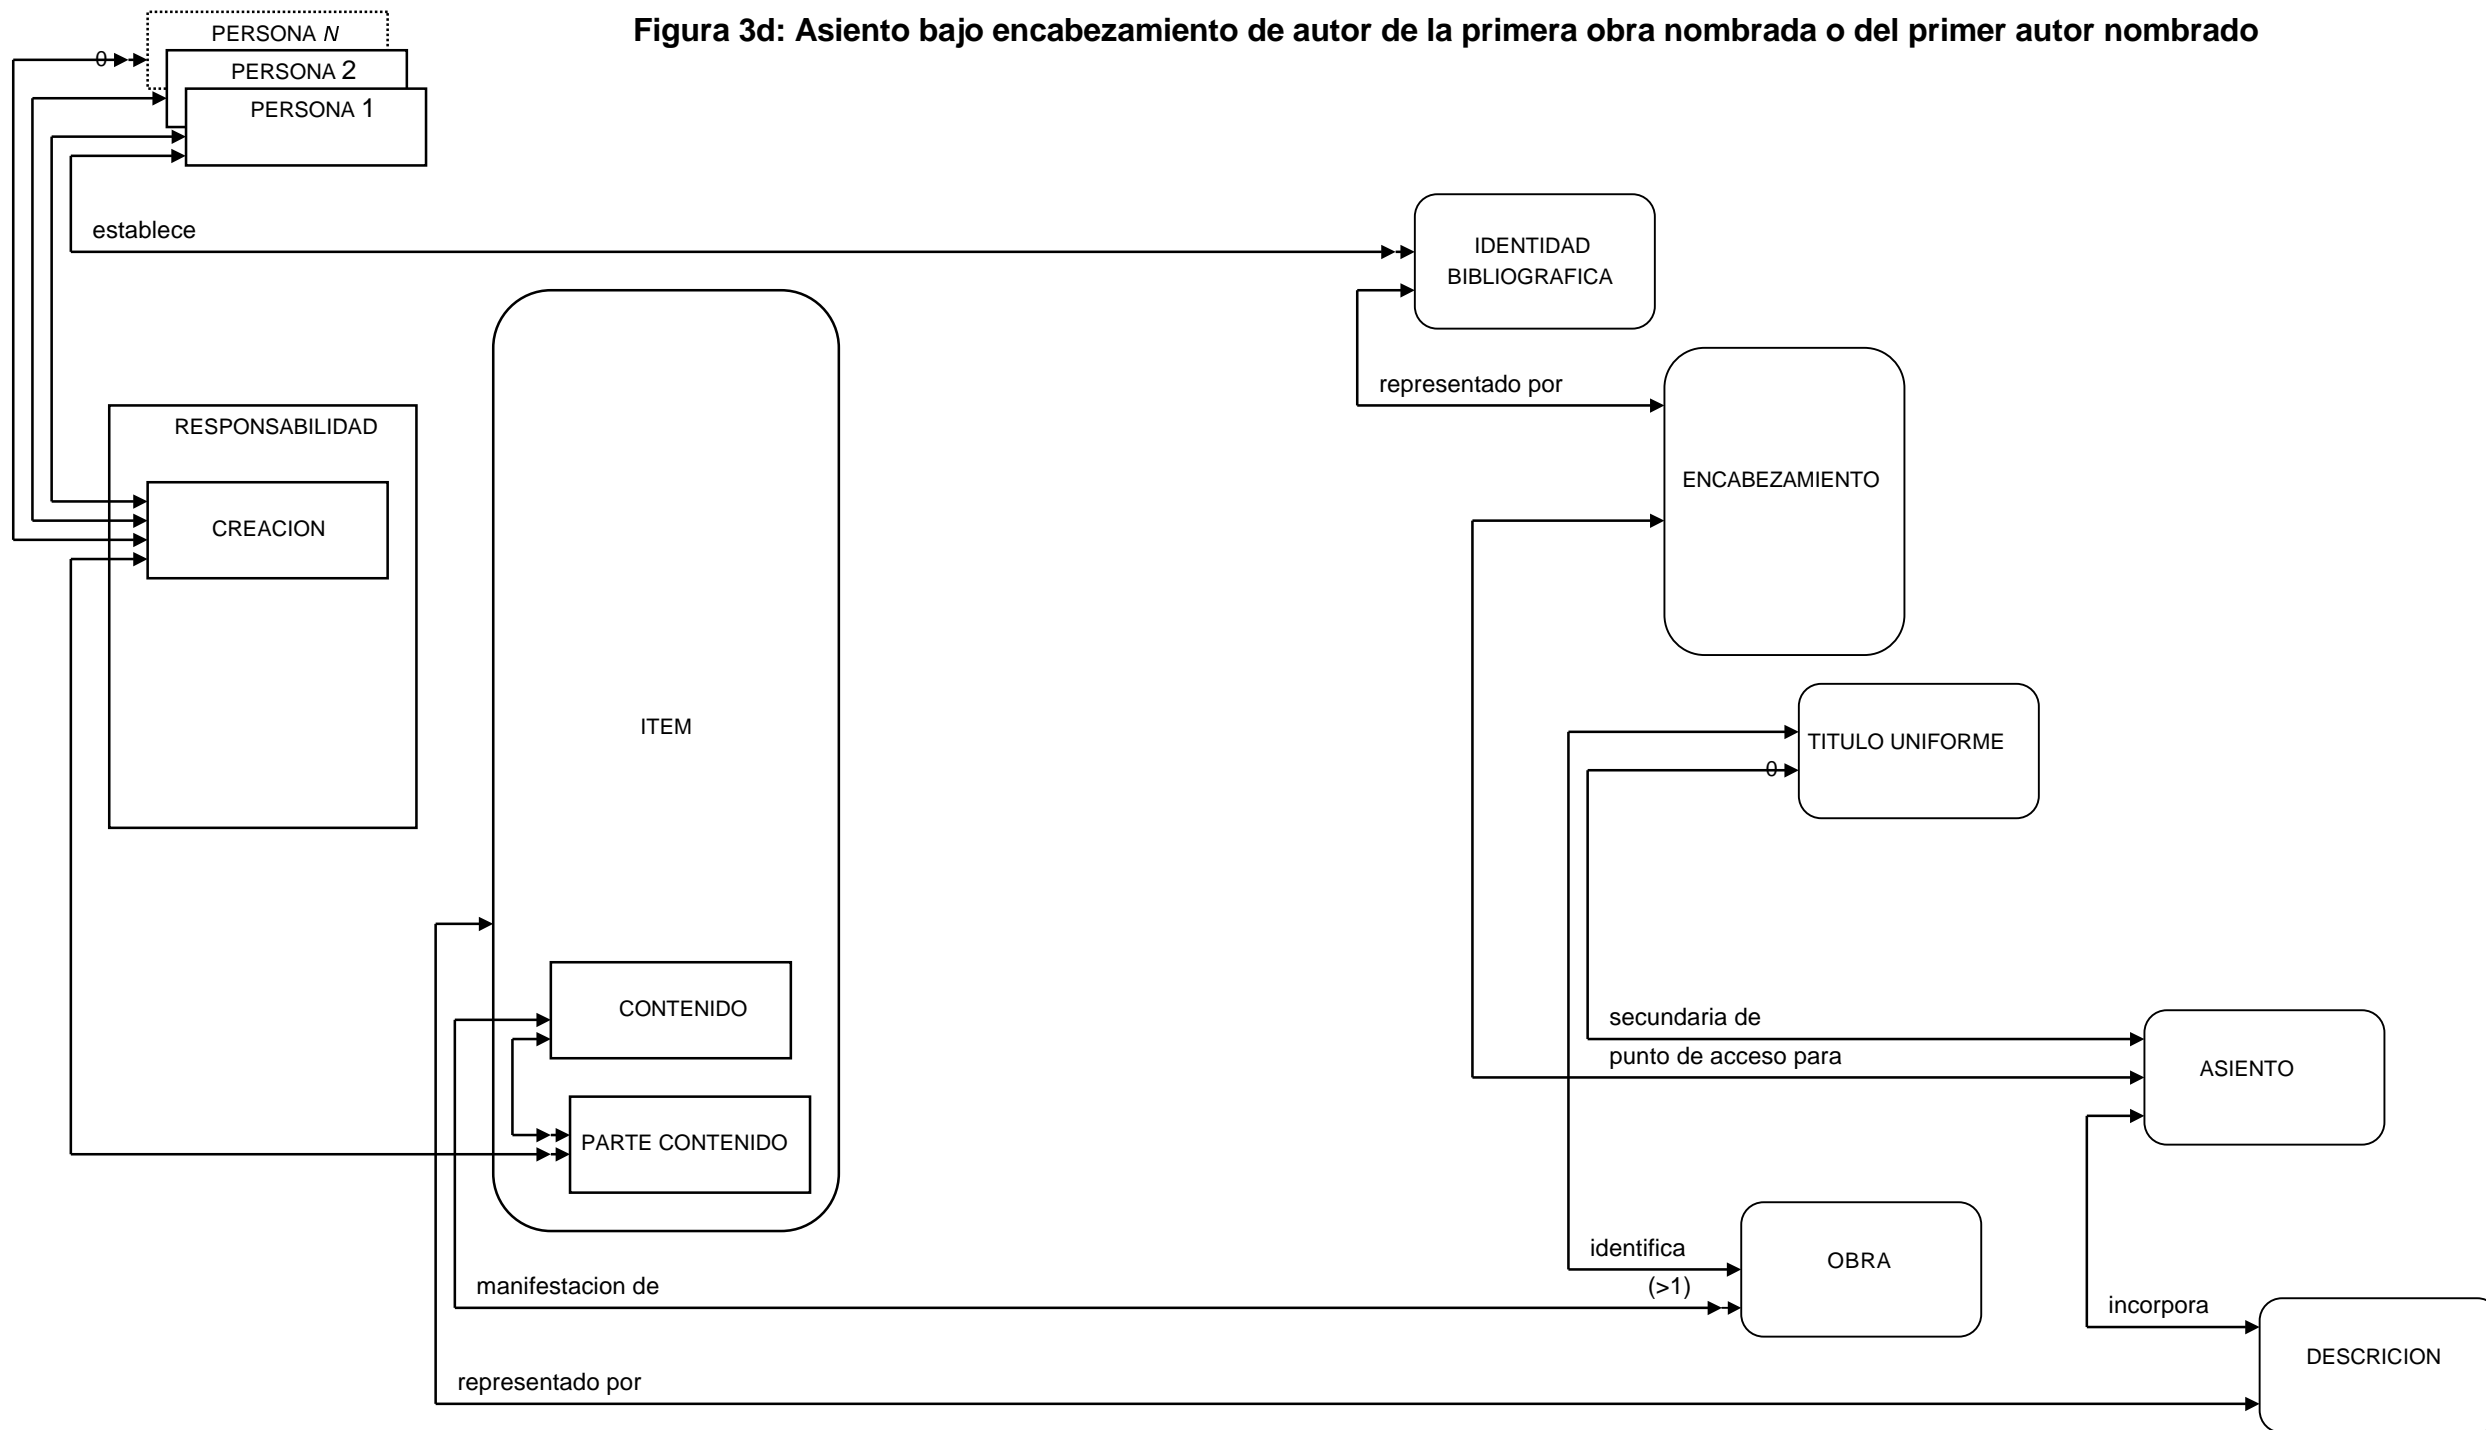 Figura 3d: Asiento bajo encabezamiento de autor de la primera obra nombrada o del primer autor nombrado
PERSONA N
0
PERSONA 2
PERSONA 1
establece
IDENTIDAD
BIBLIOGRAFICA
representado por
RESPONSABILIDAD
ENCABEZAMIENTO
CREACION
ITEM
TITULO UNIFORME
0
CONTENIDO
secundaria de
punto de acceso para
ASIENTO
PARTE CONTENIDO
identifica
OBRA
manifestacion de
(>1)
incorpora
DESCRICION
representado por